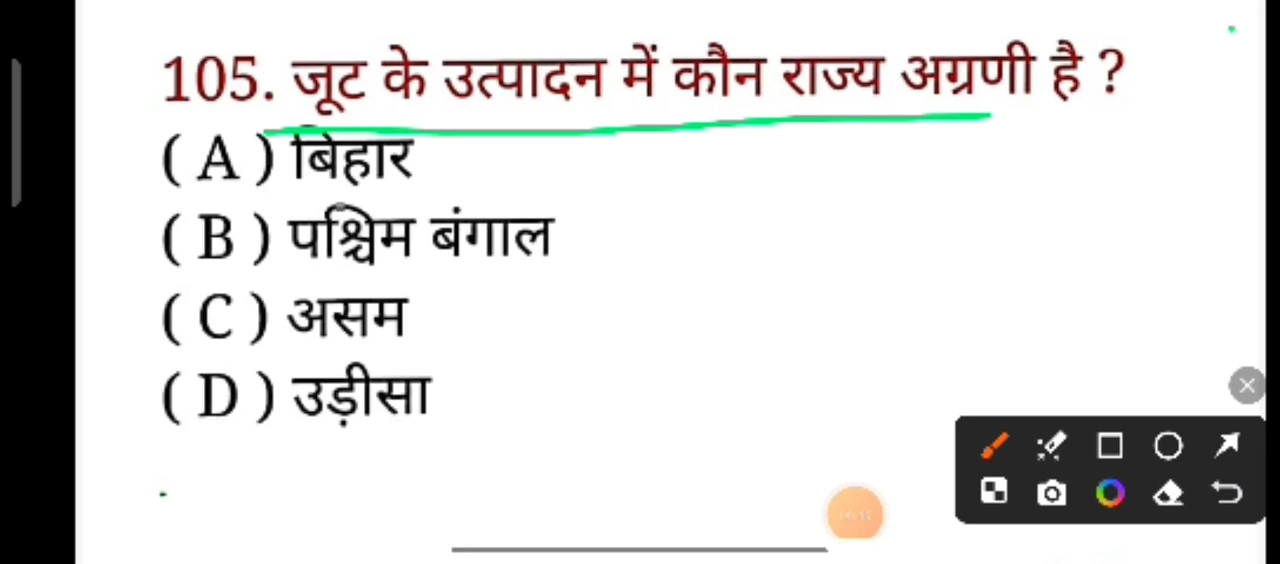 105. जूट के उत्पादन में कौन राज्य अग्रणी है ?
( A ) बिहार
( B ) पश्चिम बंगाल
( C ) असम
( D ) उड़ीसा